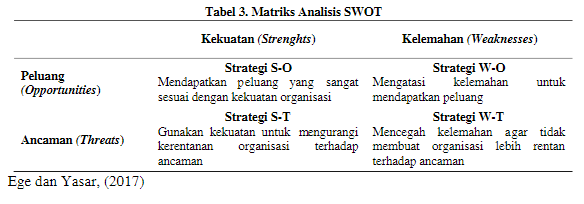 Tabel 3. Matriks Analisis SWOT
Kekuatan (Strenghts) Kelemahan (Weaknesses)
Peluang
(Opportunities)
Strategi S-O
Mendapatkan peluang yang sangat
sesuai dengan kekuatan organisasi
Strategi W-O
Mengatasi kelemahan untuk
mendapatkan peluang
Ancaman (Threats)
Strategi S-T
Gunakan kekuatan untuk mengurangi
kerentanan organisasi terhadap
ancaman
Strategi W-T
Mencegah kelemahan agar tidak
membuat organisasi lebih rentan
terhadap ancaman
Ege dan Yasar, (2017)